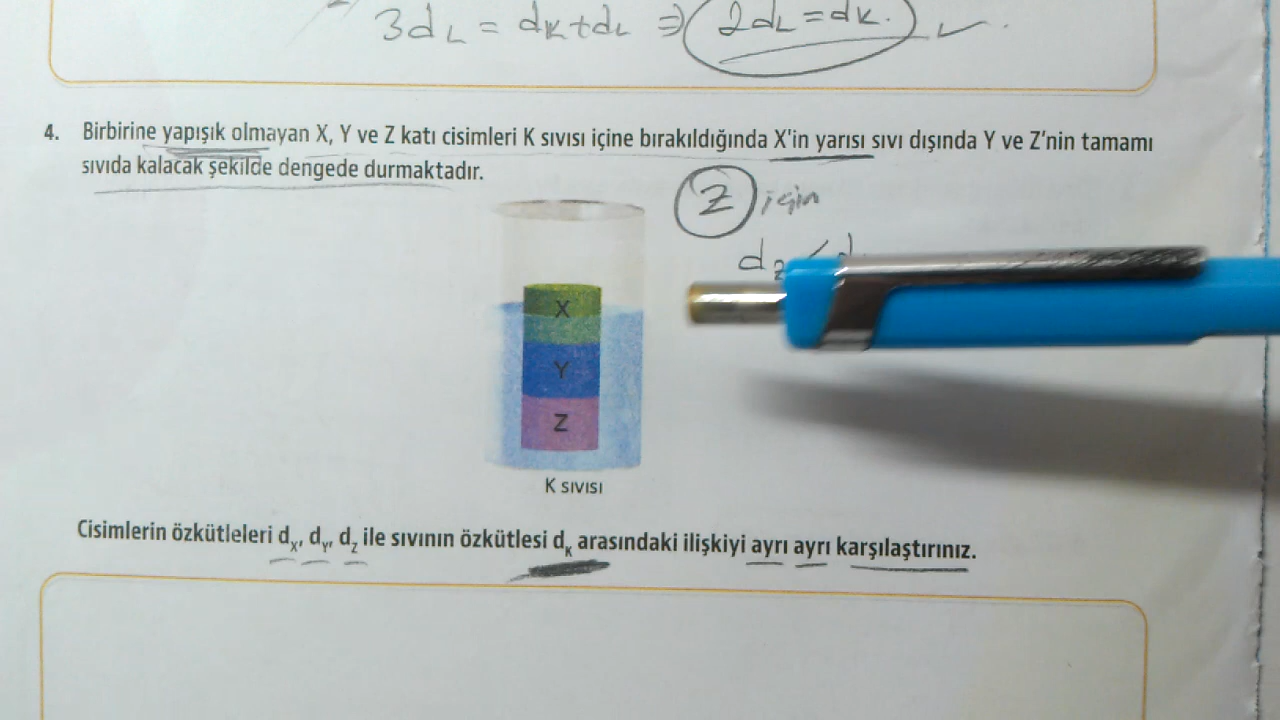 3dL = dK + dL ⇒ 2dL = dK.
4. Birbirine yapışık olmayan X, Y ve Z katı cisimleri K sıvısı içine bırakıldığında X'in yarısı sıvı dışında Y ve Z'nin tamamı
sıvıda kalacak şekilde dengede durmaktadır.
Z için
dz
X
Y
Z
K sıvısı
Cisimlerin özkütleleri dX, dY, dZ ile sıvının özkütlesi dK arasındaki ilişkiyi ayrı ayrı karşılaştırınız.